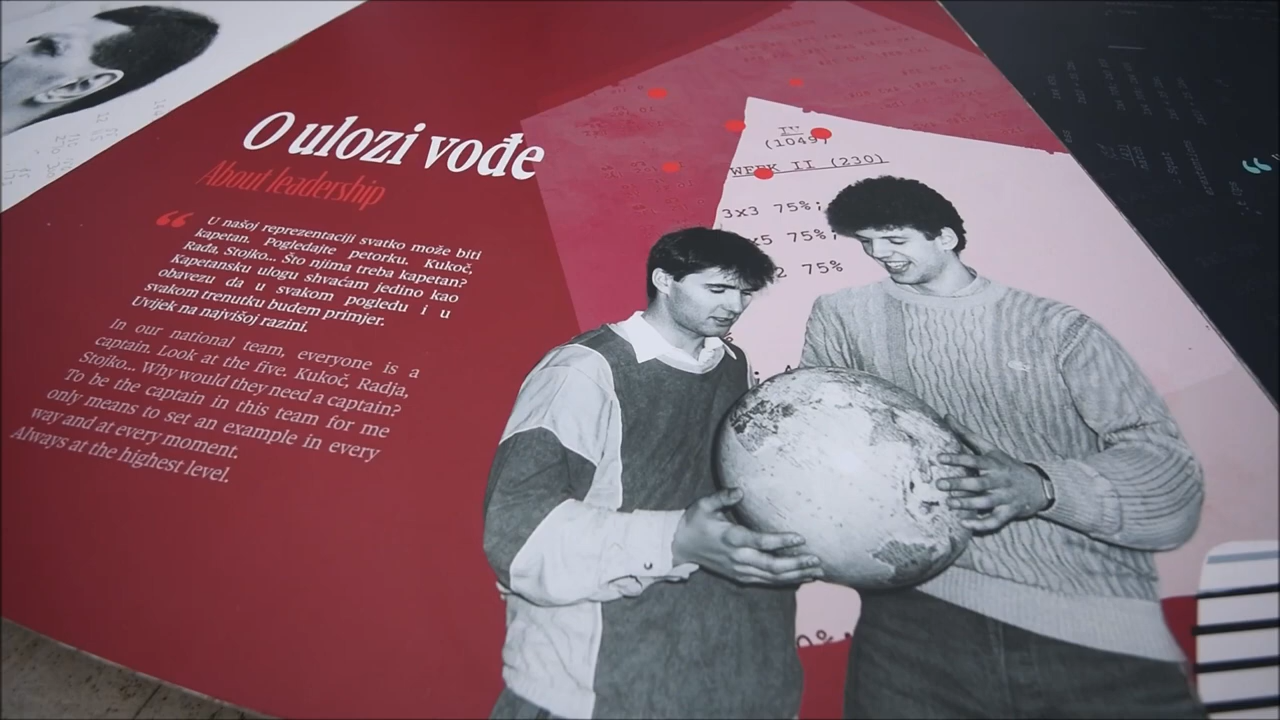 O ulozi vođe
About leadership
“ U našoj reprezentaciji svatko može biti
kapetan. Pogledajte petorku. Kukoč,
Rađa, Stojko... Što njima treba kapetan?
Kapetansku ulogu shvaćam jedino kao
obavezu da u svakom pogledu i u
svakom trenutku budem primjer.
Uvijek na najvišoj razini.
In our national team, everyone is a
captain. Look at the five. Kukoč, Radja,
Stojko... Why would they need a captain?
To be the captain in this team for me
only means to set an example in every
way and at every moment.
Always at the highest level.
(1049)
WEEK II (230)
3x3 75%;
x5 75%;
2 75%